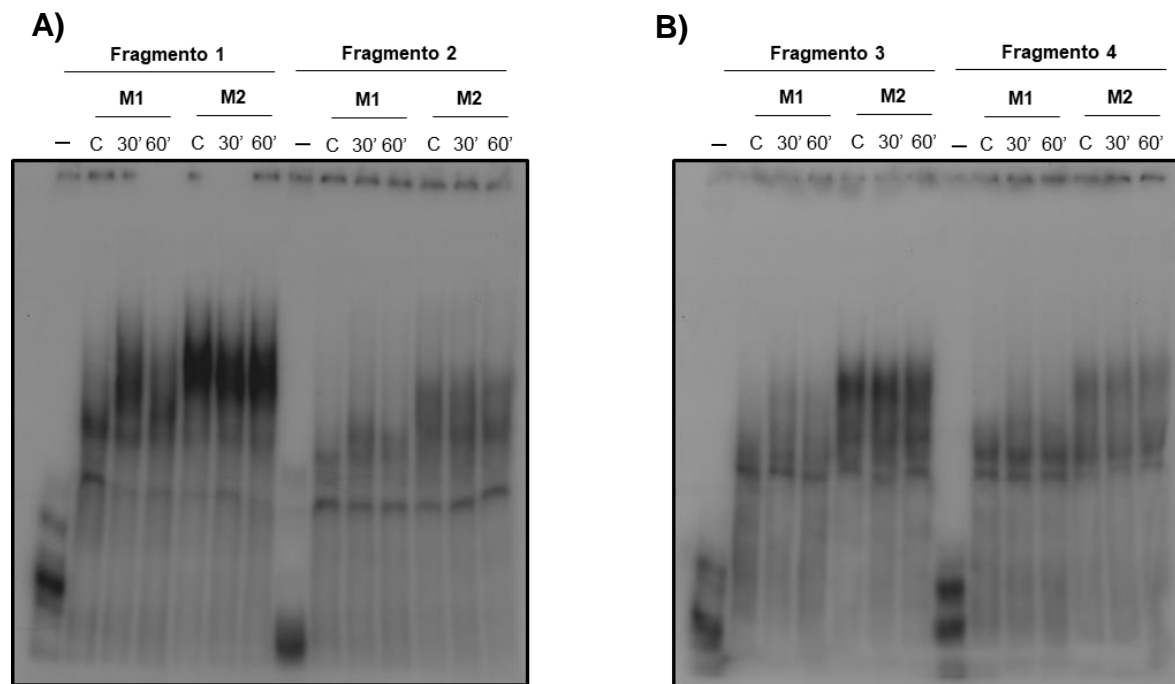 A)
Fragmento 1 Fragmento 2
M1 M2 M1 M2
– C 30' 60' C 30' 60' – C 30' 60' C 30' 60'
B)
Fragmento 3 Fragmento 4
M1 M2 M1 M2
– C 30' 60' C 30' 60' – C 30' 60' C 30' 60'